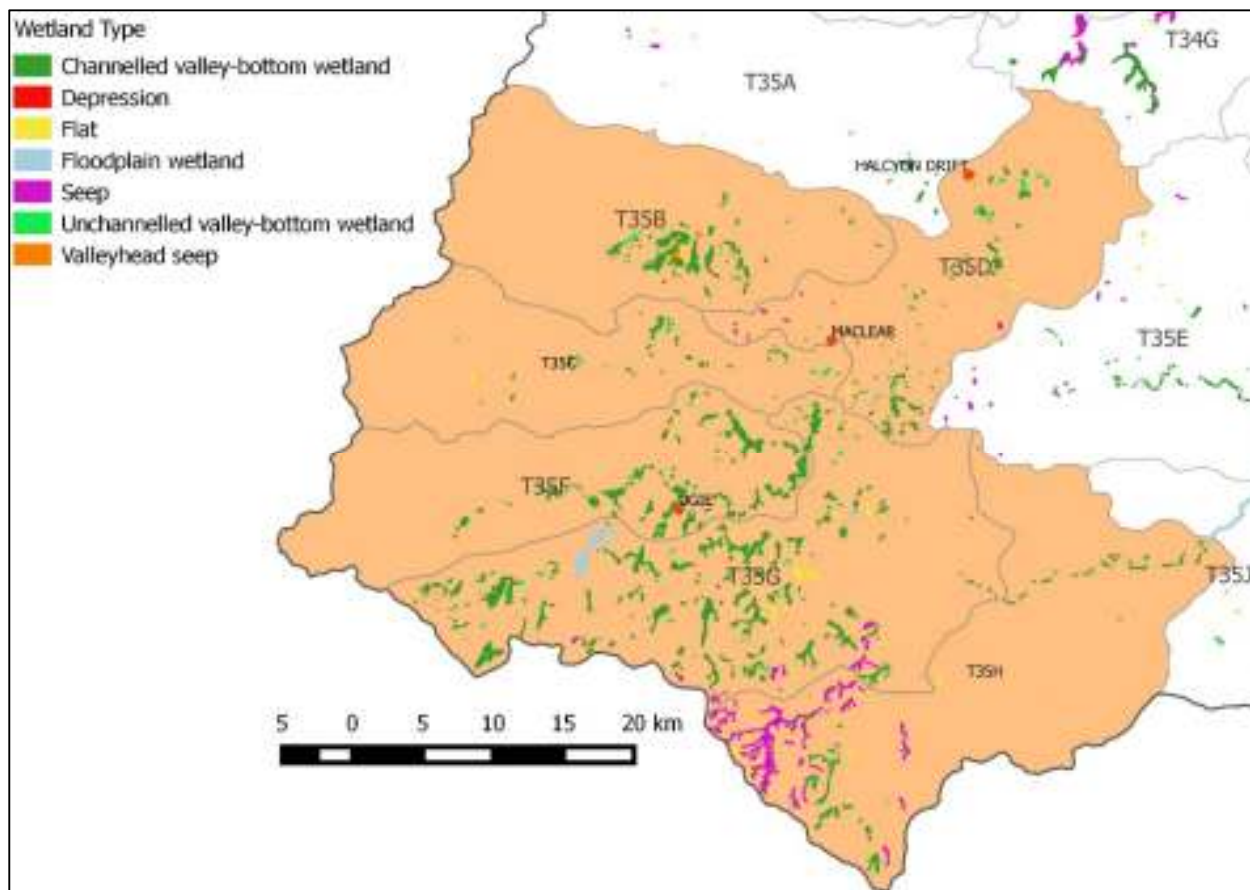 Wetland Type
Channelled valley-bottom wetland
Depression
Flat
Floodplain wetland
Seep
Unchannelled valley-bottom wetland
Valleyhead seep
T34G
T35A
HALCYON DRIFT
T35B
T35D
MACLEAR
T35E
T35C
T35F
UGIE
T35G
T35J
T35H
5 0 5 10 15 20 km